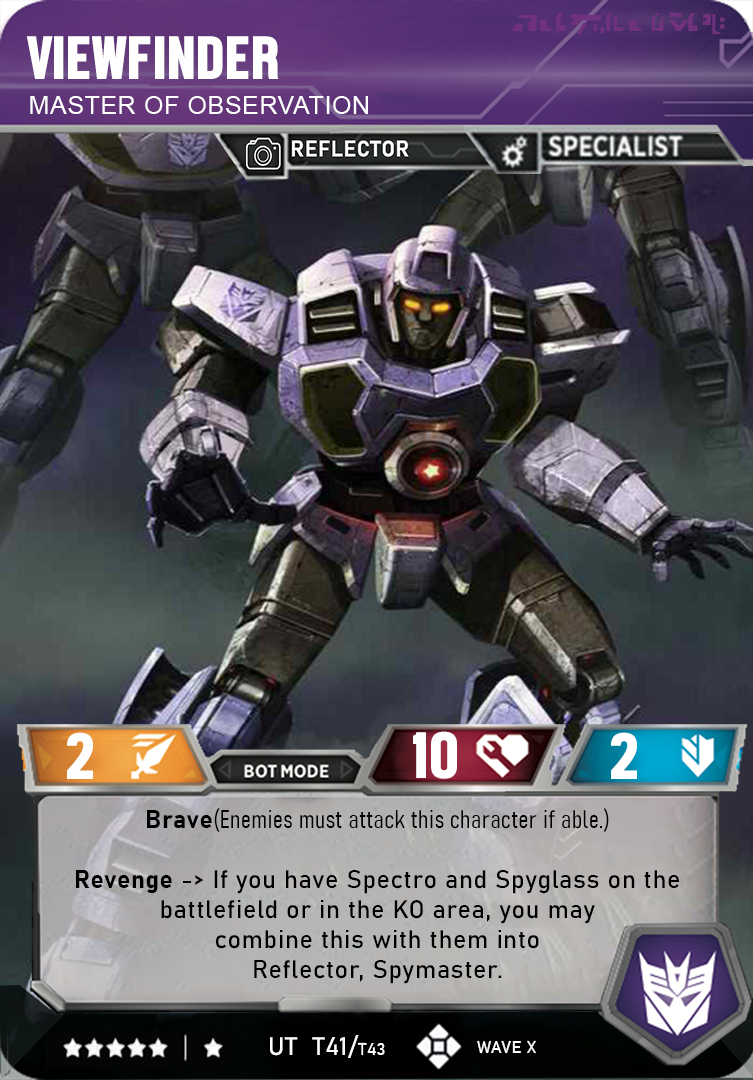 VIEWFINDER
MASTER OF OBSERVATION
REFLECTOR
SPECIALIST
2
BOT MODE
10
2
Brave(Enemies must attack this character if able.)
Revenge -> If you have Spectro and Spyglass on the
battlefield or in the KO area, you may
combine this with them into
Reflector, Spymaster.
★★★★★ | ★ UT T41/T43 WAVE X